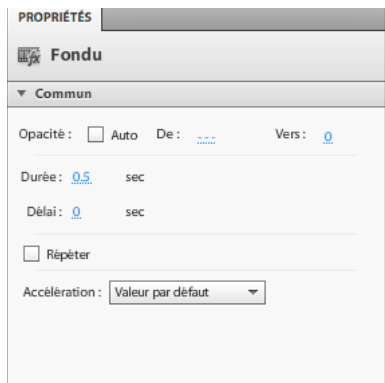 PROPRIÉTÉS
Fondu
Commun
Opacité : Auto De : --- Vers : 0
Durée : 0.5 sec
Délai : 0 sec
Répéter
Accélération : Valeur par défaut